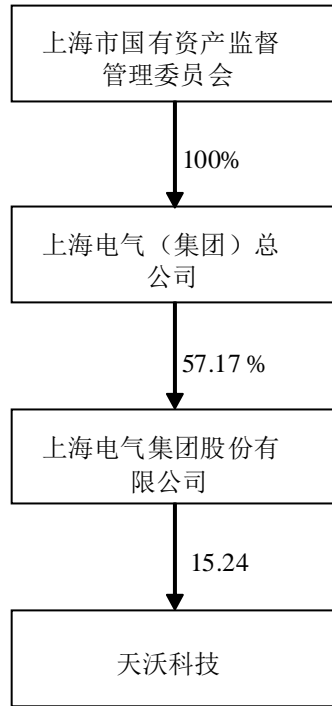 上海市国有资产监督
管理委员会
100%
上海电气（集团）总
公司
57.17 %
上海电气集团股份有
限公司
15.24
天沃科技